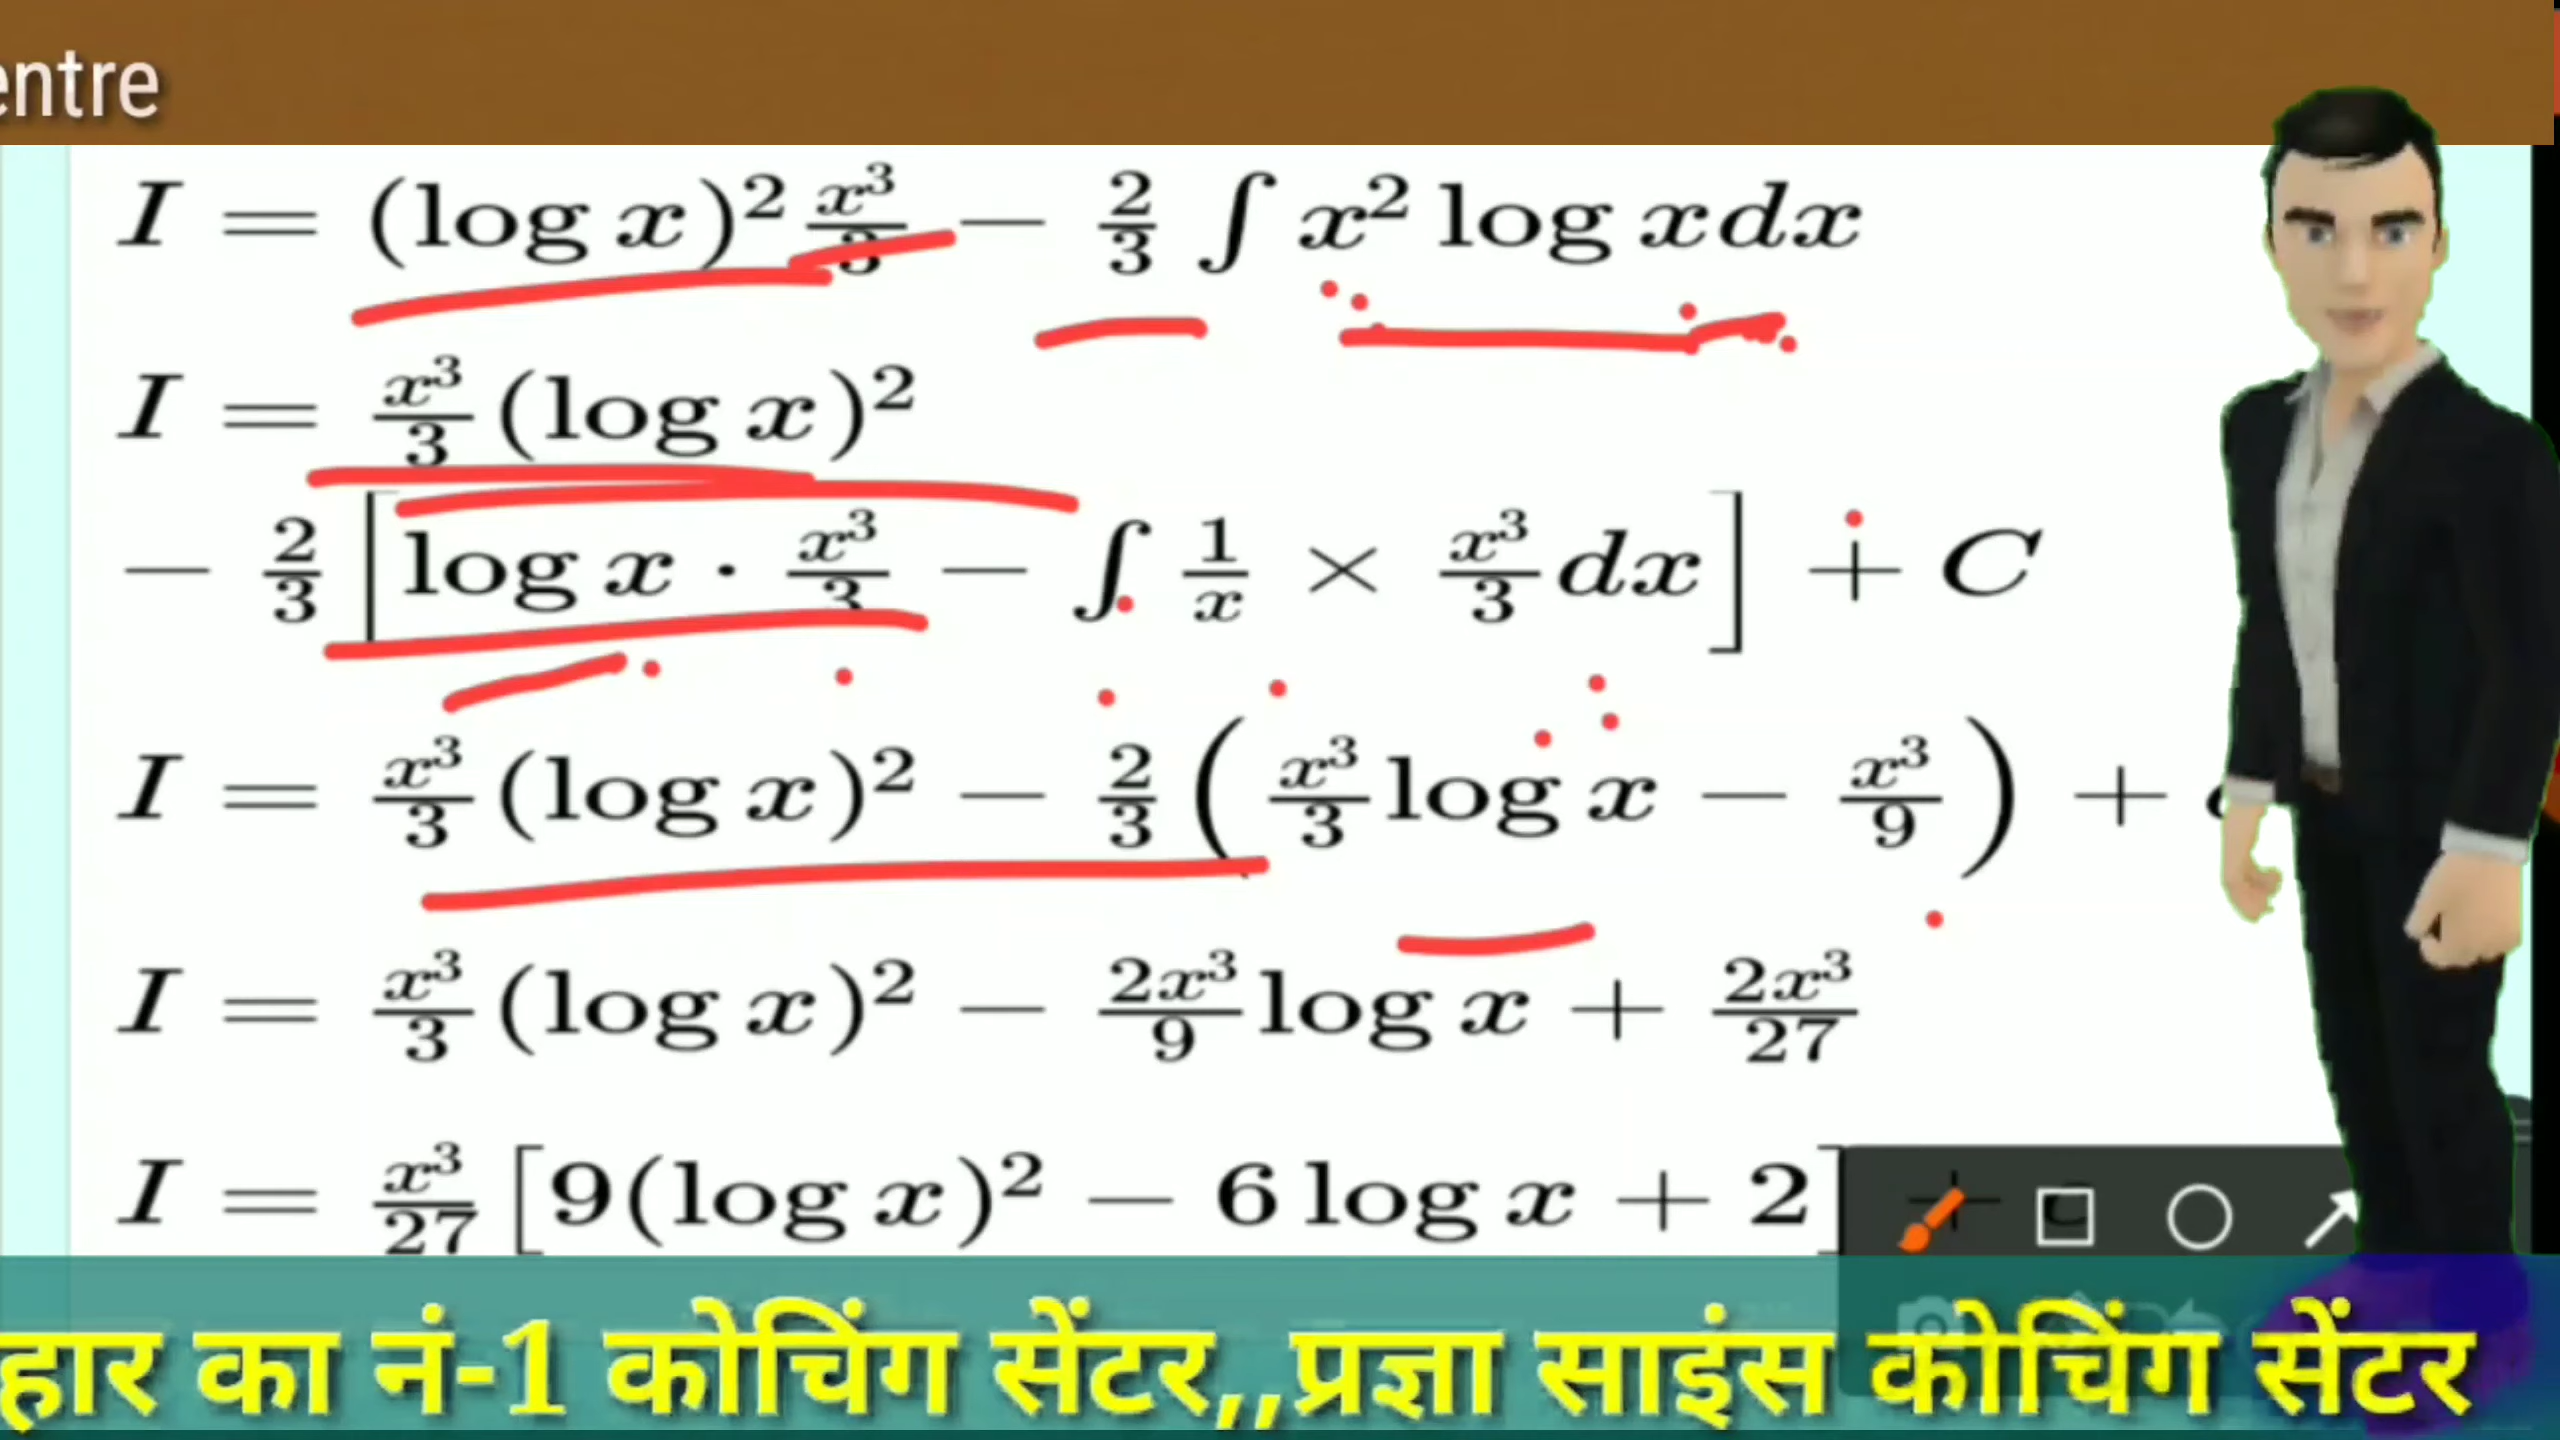 entre
I = (log x)² x³/3 − 2/3 ∫ x² log x dx
I = x³/3 (log x)²
− 2/3 [log x · x³/3 − ∫ 1/x × x³/3 dx] + C
I = x³/3 (log x)² − 2/3 (x³/3 log x − x³/9) +
I = x³/3 (log x)² − 2x³/9 log x + 2x³/27
I = x³/27 [9(log x)² − 6 log x + 2] +
हार का नं-1 कोचिंग सेंटर,,प्रज्ञा साइंस कोचिंग सेंटर